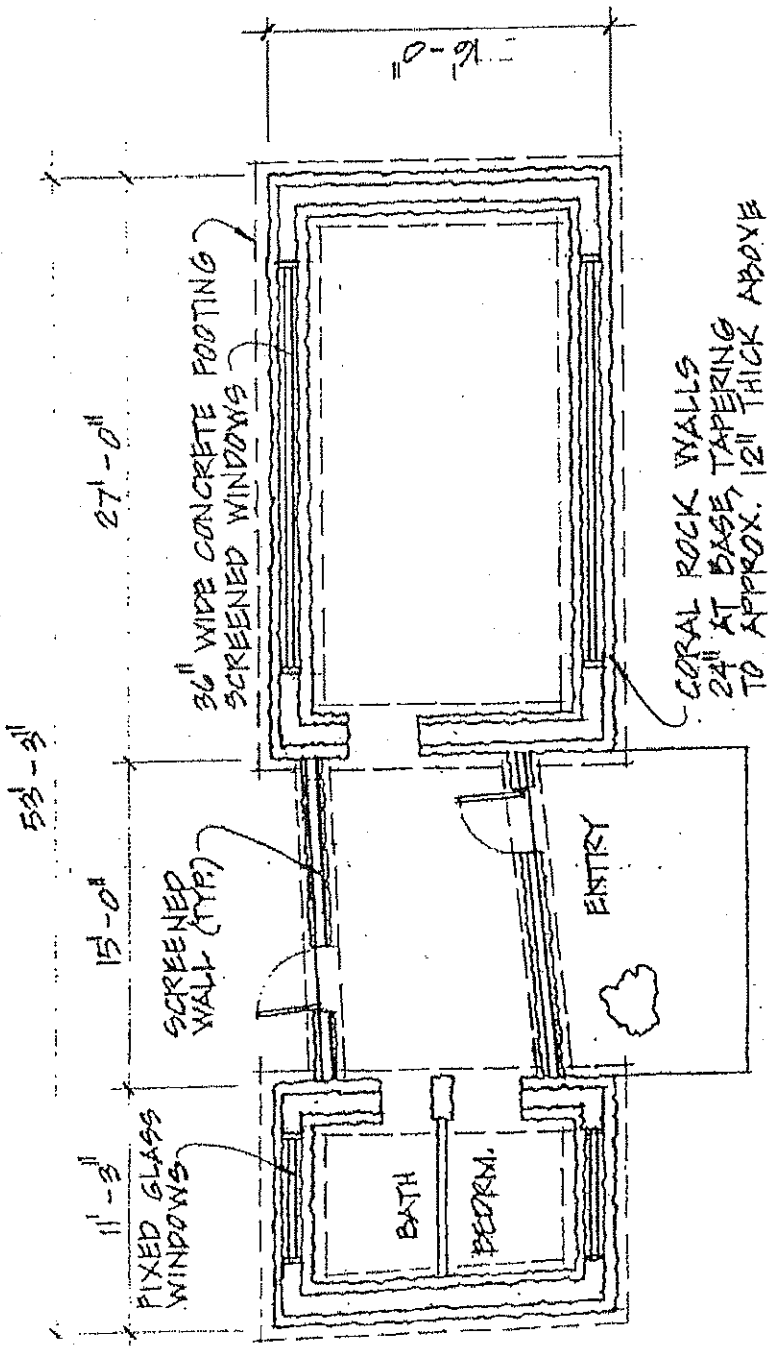 53'-3"
11'-3"
15'-0"
27'-0"
FIXED GLASS
WINDOWS
SCREENED
WALL (TYP.)
36" WIDE CONCRETE FOOTING
SCREENED WINDOWS
16'-0"
BATH
BEDRM.
ENTRY
CORAL ROCK WALLS
24" AT BASE, TAPERING
TO APPROX. 12" THICK ABOVE